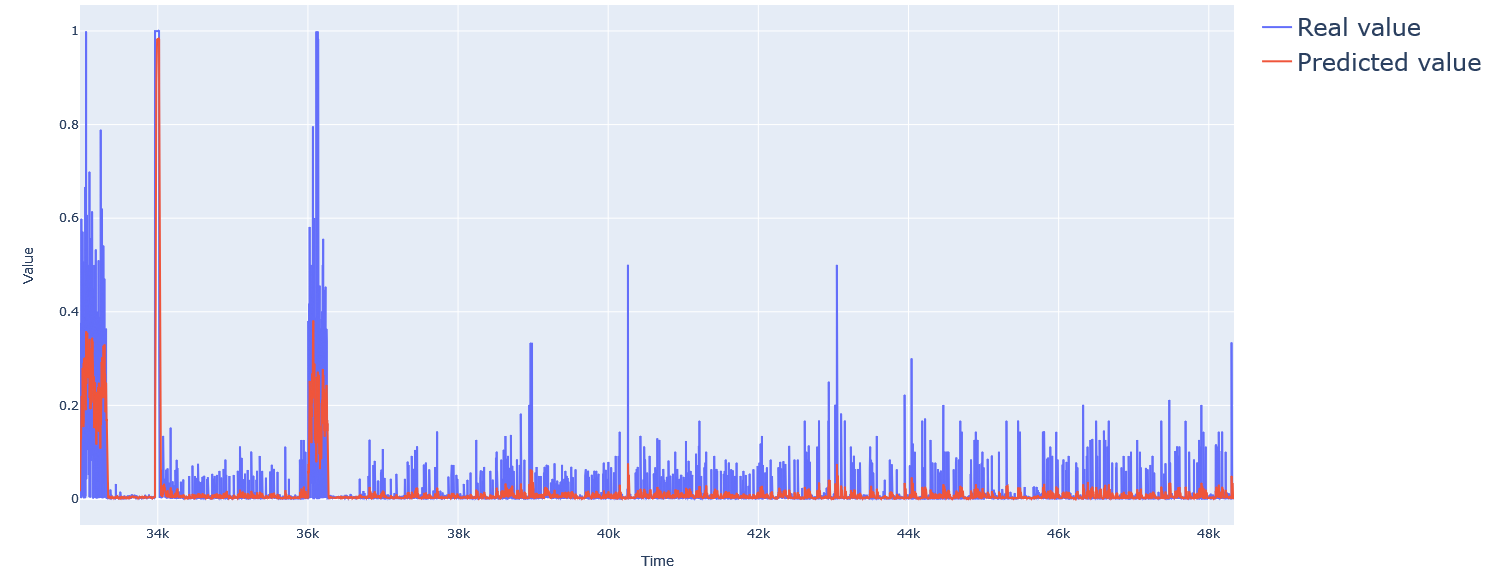 Real value
Predicted value
1
0.8
0.6
0.4
0.2
0
Value
34k
36k
38k
40k
42k
44k
46k
48k
Time